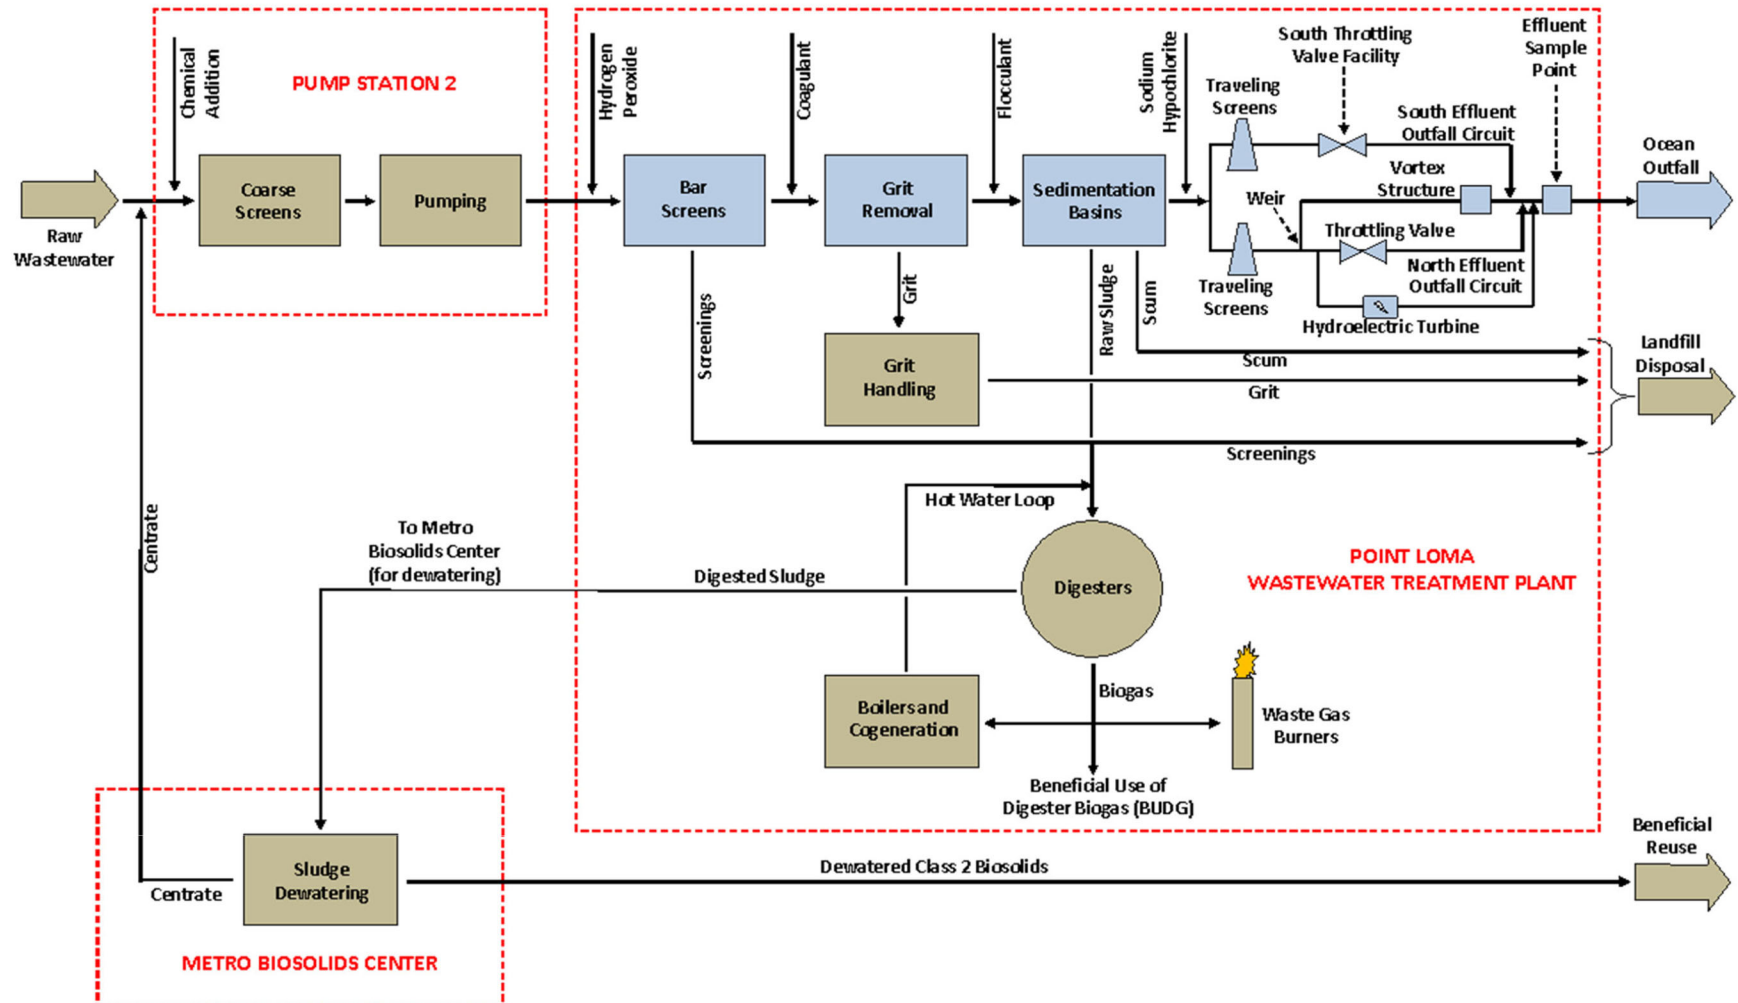 PUMP STATION 2
Chemical
Addition
Coarse
Screens
Pumping
Raw
Wastewater
Hydrogen
Peroxide
Coagulant
Flocculant
Sodium
Hypochlorite
Bar
Screens
Grit
Removal
Sedimentation
Basins
Traveling
Screens
South Throttling
Valve Facility
Effluent
Sample
Point
South Effluent
Outfall Circuit
Vortex
Structure
Weir
Throttling Valve
North Effluent
Outfall Circuit
Traveling
Screens
Hydroelectric Turbine
Ocean
Outfall
Screenings
Grit
Raw Sludge
Scum
Grit
Handling
Scum
Grit
Screenings
Landfill
Disposal
Hot Water Loop
Centrate
To Metro
Biosolids Center
(for dewatering)
Digested Sludge
Digesters
POINT LOMA
WASTEWATER TREATMENT PLANT
Biogas
Boilers and
Cogeneration
Waste Gas
Burners
Beneficial Use of
Digester Biogas (BUDG)
Sludge
Dewatering
Centrate
Dewatered Class 2 Biosolids
Beneficial
Reuse
METRO BIOSOLIDS CENTER